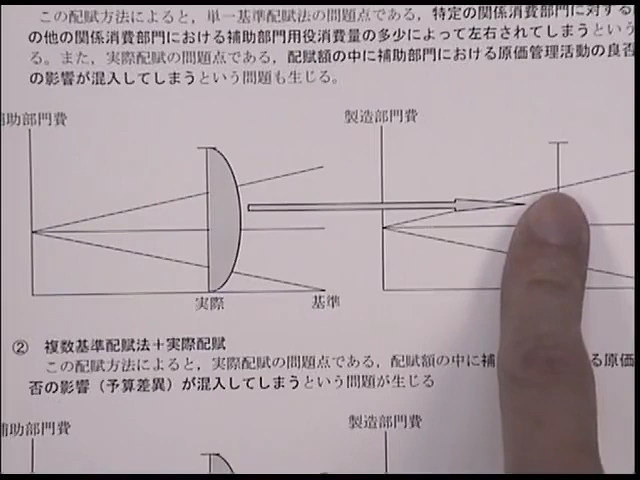 この配賦方法によると，単一基準配賦法の問題点である，特定の関係消費部門に対する
の他の関係消費部門における補助部門用役消費量の多少によって左右されてしまうという
る。また，実際配賦の問題点である，配賦額の中に補助部門における原価管理活動の良否
の影響が混入してしまうという問題も生じる。
補助部門費
製造部門費
実際
基準
② 複数基準配賦法＋実際配賦
この配賦方法によると，実際配賦の問題点である，配賦額の中に補
る原価
否の影響（予算差異）が混入してしまうという問題が生じる
補助部門費
製造部門費